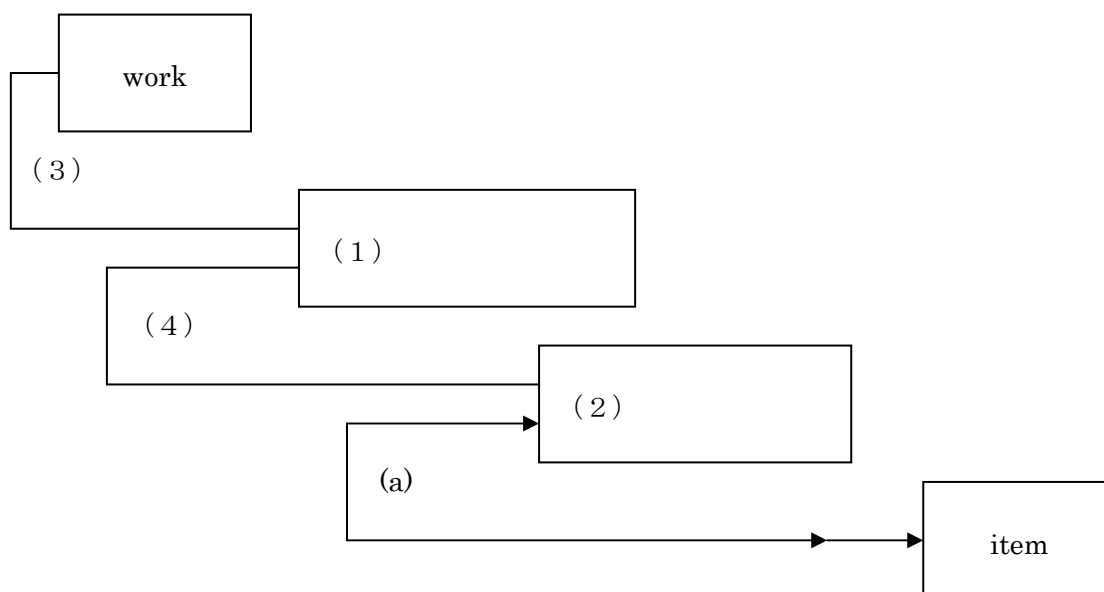 work
（３）
（１）
（４）
（２）
(a)
item